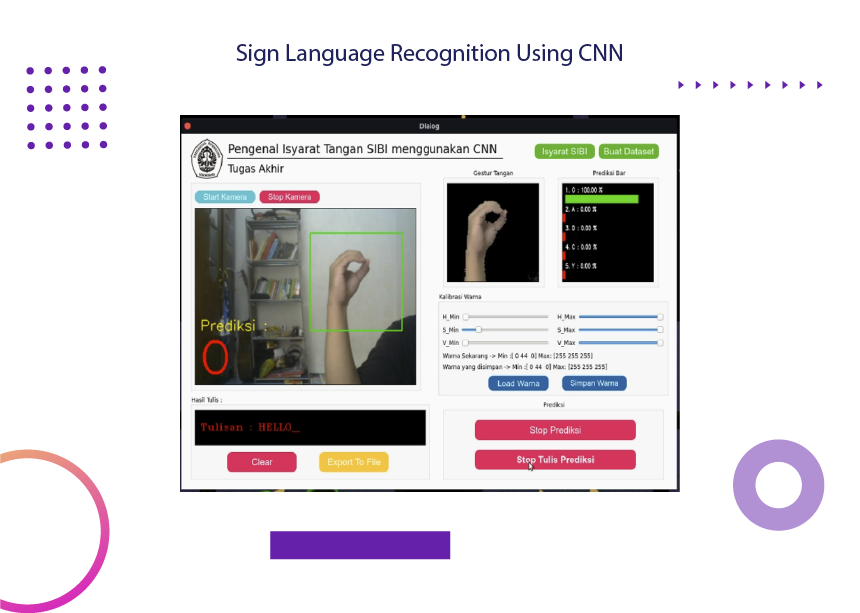 Sign Language Recognition Using CNN
Dialog
Pengenal Isyarat Tangan SIBI menggunakan CNN
Tugas Akhir
Isyarat SIBI
Buat Dataset
Start Kamera
Stop Kamera
Prediksi :
O
Gestur Tangan
Prediksi Bar
1. O : 100.00 %
2. A : 0.00 %
3. D : 0.00 %
4. C : 0.00 %
5. Y : 0.00 %
Kalibrasi Warna
H_Min
H_Max
S_Min
S_Max
V_Min
V_Max
Warna Sekarang -> Min :[ 0 44 0] Max: [255 255 255]
Warna yang disimpan -> Min :[ 0 44 0] Max: [255 255 255]
Load Warna
Simpan Warna
Hasil Tulis :
Tulisan : HELLO_
Clear
Export To File
Prediksi
Stop Prediksi
Stop Tulis Prediksi